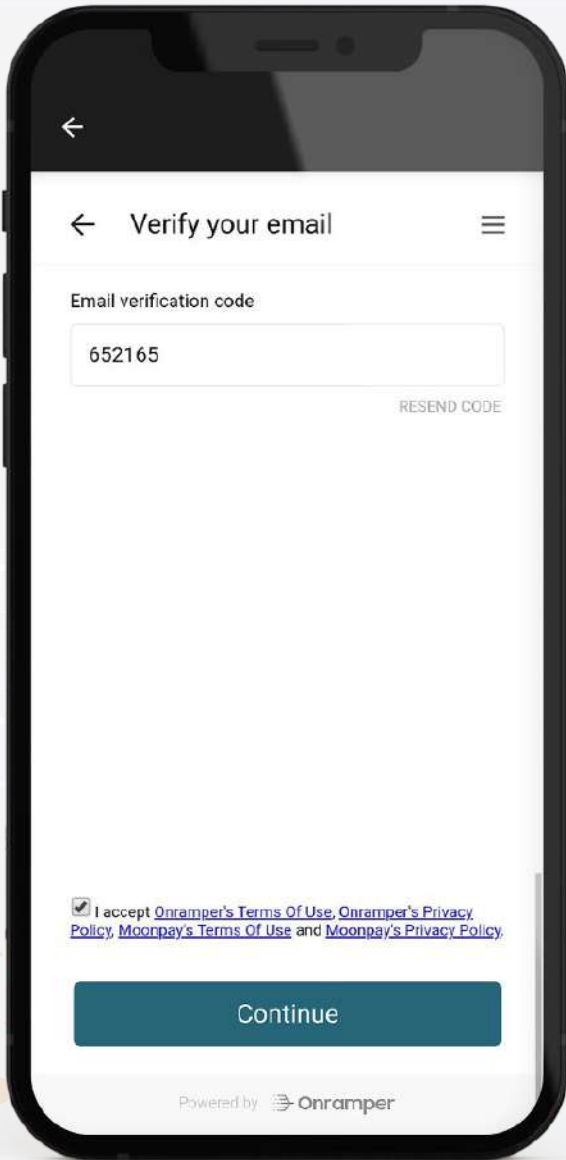 Verify your email
Email verification code
652165
RESEND CODE
I accept Onramper's Terms Of Use, Onramper's Privacy
Policy, Moonpay's Terms Of Use and Moonpay's Privacy Policy.
Continue
Powered by Onramper